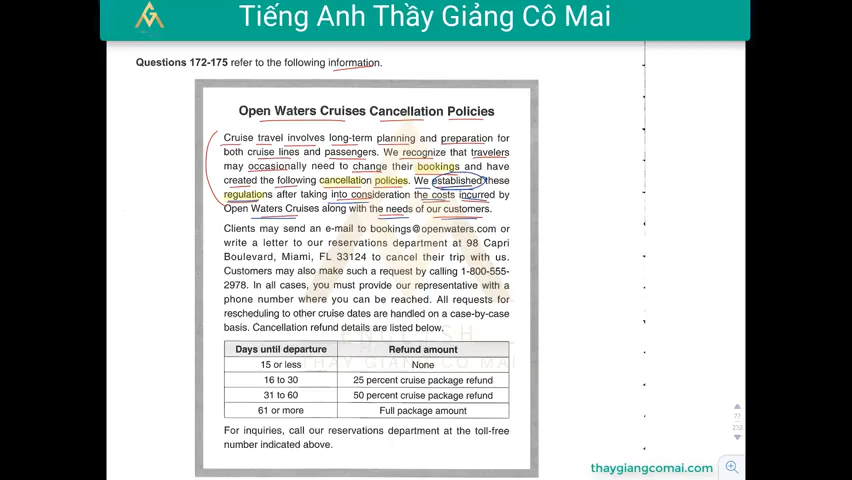 Tiếng Anh Thầy Giảng Cô Mai
Questions 172-175 refer to the following information.
Open Waters Cruises Cancellation Policies
Cruise travel involves long-term planning and preparation for
both cruise lines and passengers. We recognize that travelers
may occasionally need to change their bookings and have
created the following cancellation policies. We established these
regulations after taking into consideration the costs incurred by
Open Waters Cruises along with the needs of our customers.
Clients may send an e-mail to bookings@openwaters.com or
write a letter to our reservations department at 98 Capri
Boulevard, Miami, FL 33124 to cancel their trip with us.
Customers may also make such a request by calling 1-800-555-
2978. In all cases, you must provide our representative with a
phone number where you can be reached. All requests for
rescheduling to other cruise dates are handled on a case-by-case
basis. Cancellation refund details are listed below.
ENGLISH
THAY GIANG CO MAI
Days until departure Refund amount
15 or less None
16 to 30 25 percent cruise package refund
31 to 60 50 percent cruise package refund
61 or more Full package amount
For inquiries, call our reservations department at the toll-free
number indicated above.
thaygiangcomai.com